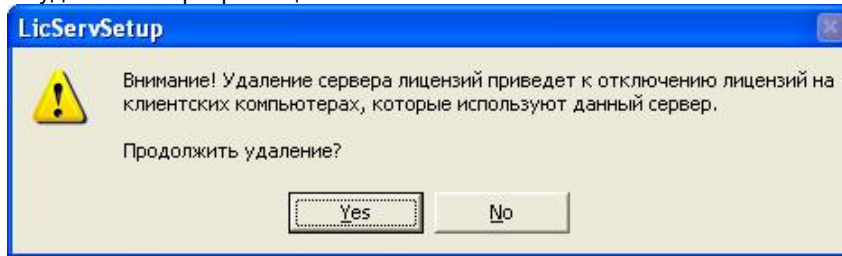 LicServSetup
Внимание! Удаление сервера лицензий приведет к отключению лицензий на
клиентских компьютерах, которые используют данный сервер.
Продолжить удаление?
Yes
No